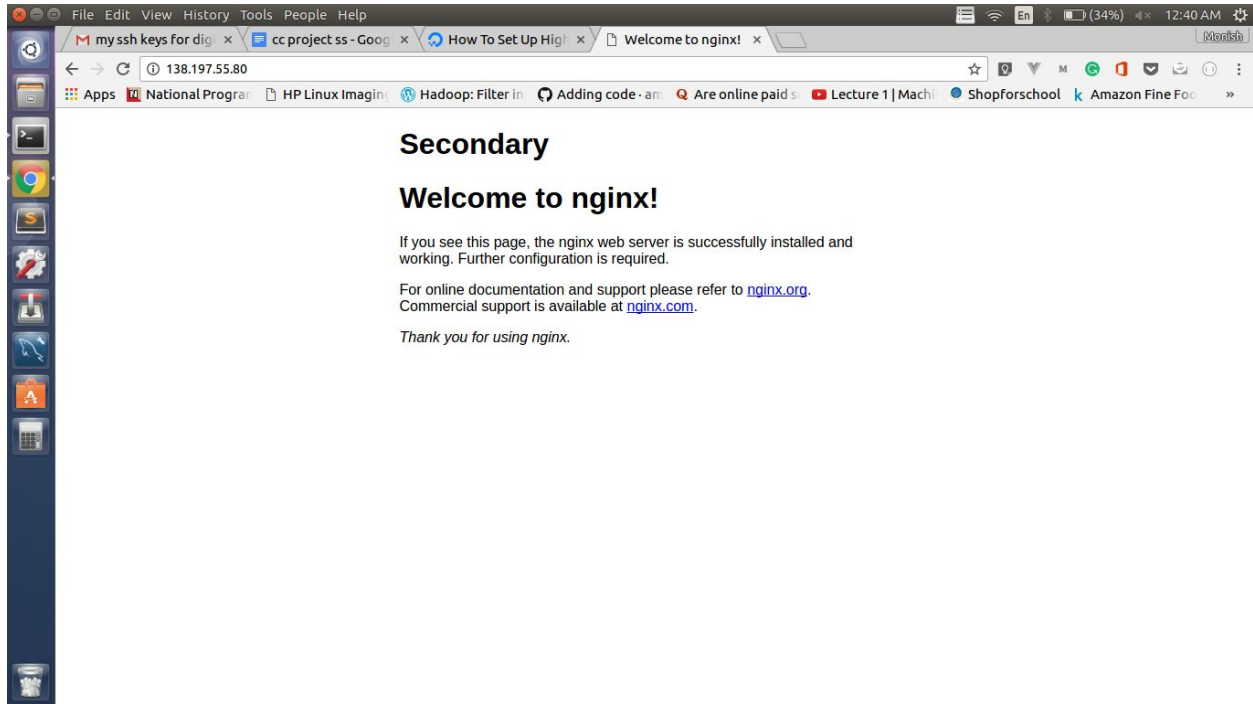 File Edit View History Tools People Help
En (34%) 12:40 AM
my ssh keys for digi
cc project ss - Goog
How To Set Up High
Welcome to nginx!
Monish
138.197.55.80
Apps National Program HP Linux Imaging Hadoop: Filter in Adding code · am Are online paid s Lecture 1 | Machi Shopforschool Amazon Fine Foo »
Secondary
Welcome to nginx!
If you see this page, the nginx web server is successfully installed and
working. Further configuration is required.
For online documentation and support please refer to nginx.org.
Commercial support is available at nginx.com.
Thank you for using nginx.